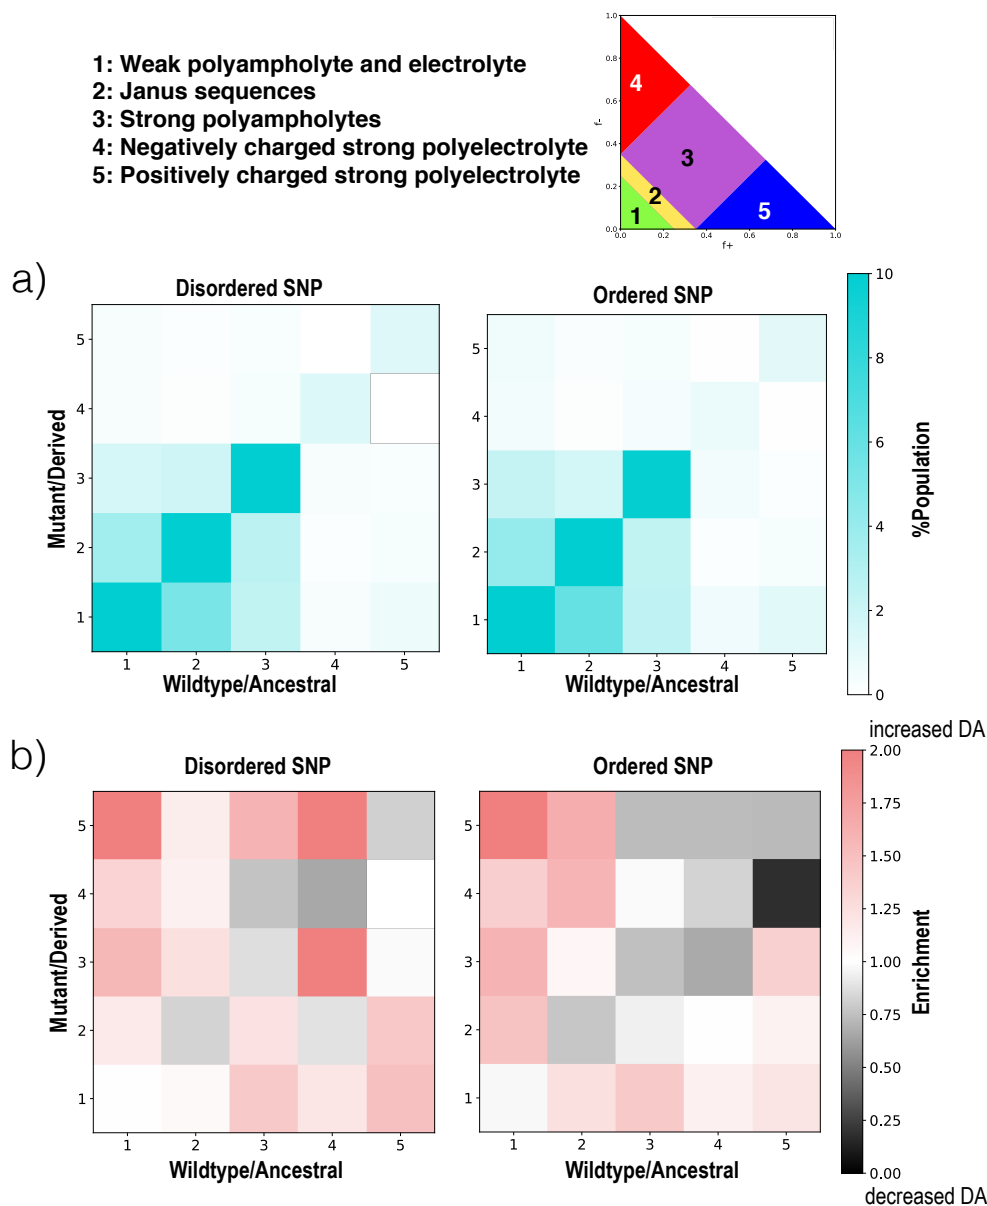 1: Weak polyampholyte and electrolyte
2: Janus sequences
3: Strong polyampholytes
4: Negatively charged strong polyelectrolyte
5: Positively charged strong polyelectrolyte
1.0
0.8
0.6
0.4
0.2
0.0
f-
4
3
2
1
5
0.0 0.2 0.4 0.6 0.8 1.0
f+
a)
Disordered SNP
Mutant/Derived
5
4
3
2
1
1 2 3 4 5
Wildtype/Ancestral
Ordered SNP
5
4
3
2
1
1 2 3 4 5
Wildtype/Ancestral
10
8
6
4
2
0
%Population
b)
Disordered SNP
Mutant/Derived
5
4
3
2
1
1 2 3 4 5
Wildtype/Ancestral
Ordered SNP
5
4
3
2
1
1 2 3 4 5
Wildtype/Ancestral
increased DA
2.00
1.75
1.50
1.25
1.00
0.75
0.50
0.25
0.00
Enrichment
decreased DA